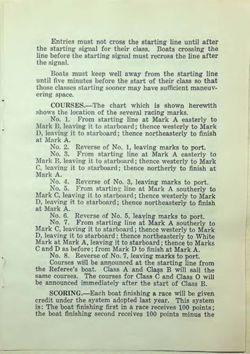 Entries must not cross the starting line until after
the starting signal for their class. Boats crossing the
line before the starting signal must recross the line after
the signal.
Boats must keep well away from the starting line
until five minutes before the start of their class so that
those classes starting sooner may have sufficient maneuv-
ering space.
COURSES.—The chart which is shown herewith
shows the location of the several racing marks.
No. 1. From starting line at Mark A easterly to
Mark B, leaving it to starboard; thence westerly to Mark
D, leaving it to starboard; thence northeasterly to finish
at Mark A.
No. 2. Reverse of No. 1, leaving marks to port.
No. 3. From starting line at Mark A easterly to
Mark B, leaving it to starboard; thence westerly to Mark
C, leaving it to starboard; thence northerly to finish at
Mark A.
No. 4. Reverse of No. 3, leaving marks to port.
No. 5. From starting line at Mark A southerly to
Mark C, leaving it to starboard; thence westerly to Mark
D, leaving it to starboard; thence northeasterly to finish
at Mark A.
No. 6. Reverse of No. 5, leaving marks to port.
No. 7. From starting line at Mark A southerly to
Mark C, leaving it to starboard; thence westerly to Mark
D, leaving it to starboard; thence northeasterly to White
Mark at Mark A, leaving it to starboard; thence to Marks
C and D as before; from Mark D to finish at Mark A.
No. 8. Reverse of No. 7, leaving marks to port.
Courses will be announced at the starting line from
the Referee's boat. Class A and Class B will sail the
same courses. The courses for Class C and Class O will
be announced immediately after the start of Class B.
SCORING.—Each boat finishing a race will be given
credit under the system adopted last year. This system
is: The boat finishing first in a race receives 100 points;
the boat finishing second receives 100 points minus the